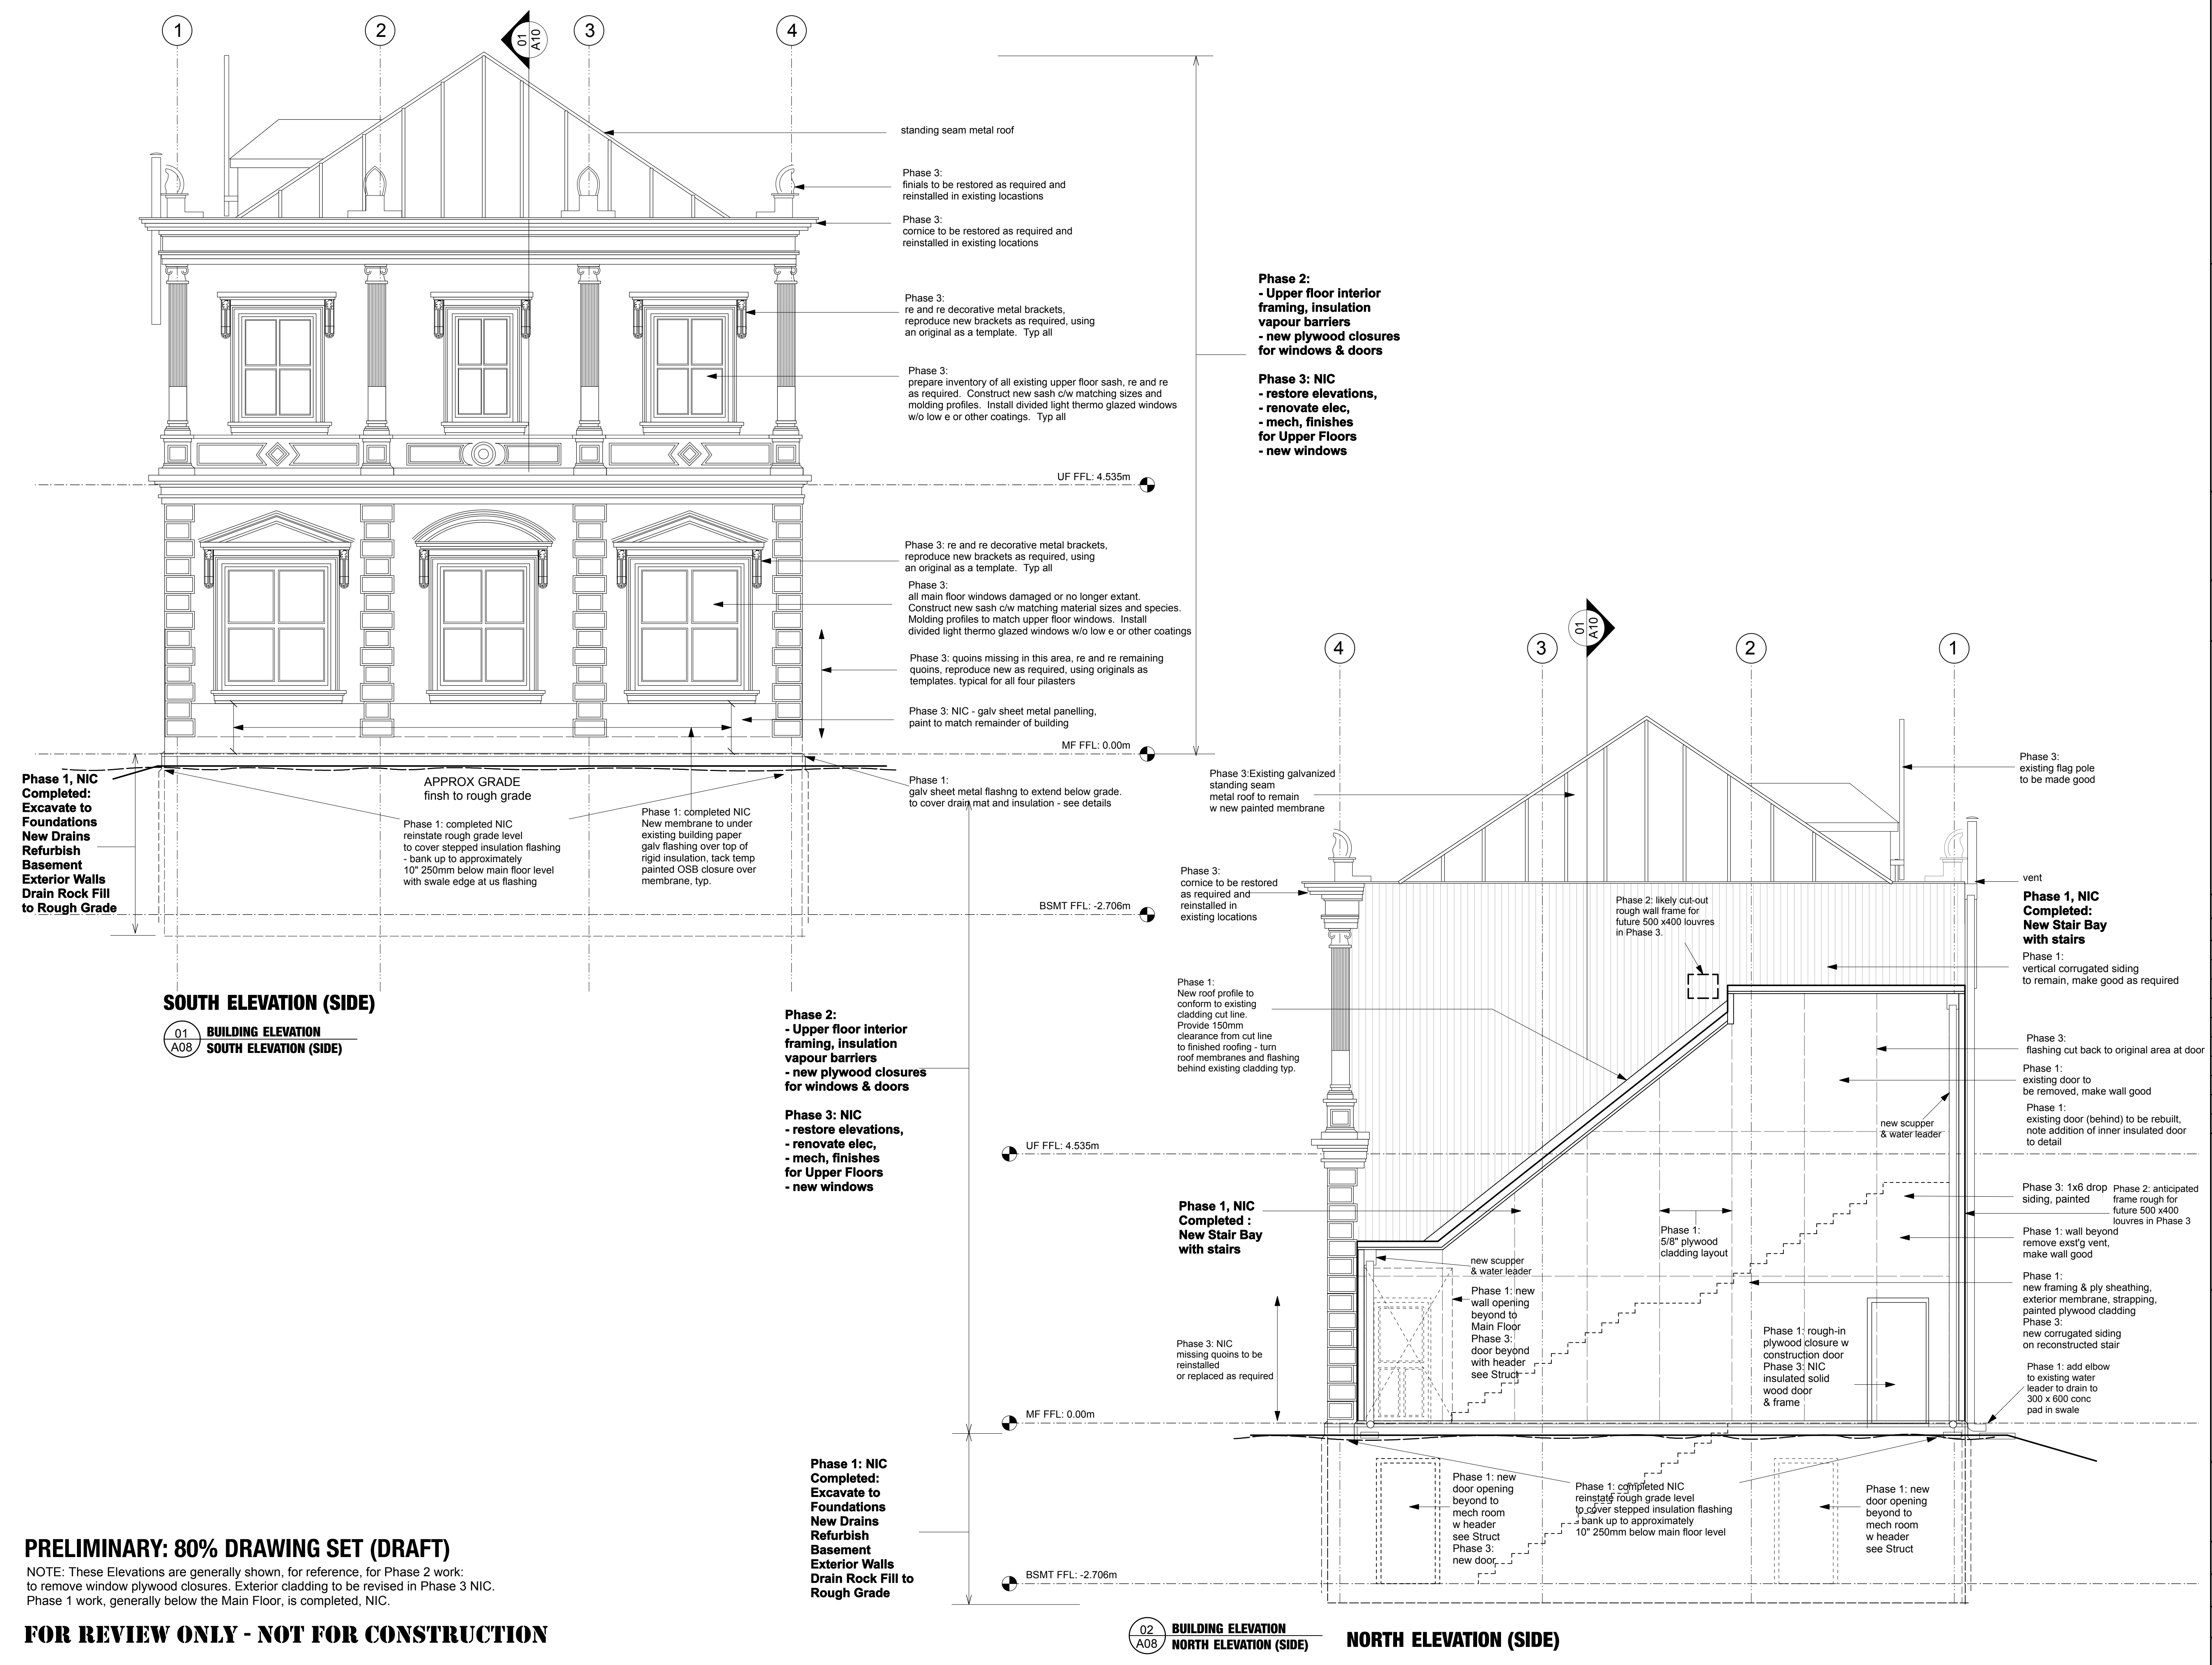 1
2
01
A10
3
4
standing seam metal roof
Phase 3:
finials to be restored as required and
reinstalled in existing locastions
Phase 3:
cornice to be restored as required and
reinstalled in existing locations
Phase 3:
re and re decorative metal brackets,
reproduce new brackets as required, using
an original as a template. Typ all
Phase 3:
prepare inventory of all existing upper floor sash, re and re
as required. Construct new sash c/w matching sizes and
molding profiles. Install divided light thermo glazed windows
w/o low e or other coatings. Typ all
UF FFL: 4.535m
Phase 3: re and re decorative metal brackets,
reproduce new brackets as required, using
an original as a template. Typ all
Phase 3:
all main floor windows damaged or no longer extant.
Construct new sash c/w matching material sizes and species.
Molding profiles to match upper floor windows. Install
divided light thermo glazed windows w/o low e or other coatings
Phase 3: quoins missing in this area, re and re remaining
quoins, reproduce new as required, using originals as
templates. typical for all four pilasters
Phase 3: NIC - galv sheet metal panelling,
paint to match remainder of building
MF FFL: 0.00m
Phase 1:
galv sheet metal flashng to extend below grade.
to cover drain mat and insulation - see details
BSMT FFL: -2.706m
Phase 2:
- Upper floor interior
framing, insulation
vapour barriers
- new plywood closures
for windows & doors
Phase 3: NIC
- restore elevations,
- renovate elec,
- mech, finishes
for Upper Floors
- new windows
Phase 1, NIC
Completed:
Excavate to
Foundations
New Drains
Refurbish
Basement
Exterior Walls
Drain Rock Fill
to Rough Grade
APPROX GRADE
finsh to rough grade
Phase 1: completed NIC
reinstate rough grade level
to cover stepped insulation flashing
- bank up to approximately
10" 250mm below main floor level
with swale edge at us flashing
Phase 1: completed NIC
New membrane to under
existing building paper
galv flashing over top of
rigid insulation, tack temp
painted OSB closure over
membrane, typ.
SOUTH ELEVATION (SIDE)
01
A08
BUILDING ELEVATION
SOUTH ELEVATION (SIDE)
Phase 2:
- Upper floor interior
framing, insulation
vapour barriers
- new plywood closures
for windows & doors
Phase 3: NIC
- restore elevations,
- renovate elec,
- mech, finishes
for Upper Floors
- new windows
Phase 1: NIC
Completed:
Excavate to
Foundations
New Drains
Refurbish
Basement
Exterior Walls
Drain Rock Fill to
Rough Grade
4
3
01
A10
2
1
Phase 3:Existing galvanized
standing seam
metal roof to remain
w new painted membrane
Phase 3:
existing flag pole
to be made good
Phase 3:
cornice to be restored
as required and
reinstalled in
existing locations
Phase 2: likely cut-out
rough wall frame for
future 500 x400 louvres
in Phase 3.
vent
Phase 1, NIC
Completed:
New Stair Bay
with stairs
Phase 1:
vertical corrugated siding
to remain, make good as required
Phase 1:
New roof profile to
conform to existing
cladding cut line.
Provide 150mm
clearance from cut line
to finished roofing - turn
roof membranes and flashing
behind existing cladding typ.
Phase 3:
flashing cut back to original area at door
Phase 1:
existing door to
be removed, make wall good
Phase 1:
existing door (behind) to be rebuilt,
note addition of inner insulated door
to detail
new scupper
& water leader
UF FFL: 4.535m
Phase 1, NIC
Completed :
New Stair Bay
with stairs
Phase 3: 1x6 drop
siding, painted
Phase 2: anticipated
frame rough for
future 500 x400
louvres in Phase 3
Phase 1:
5/8" plywood
cladding layout
Phase 1: wall beyond
remove exst'g vent,
make wall good
new scupper
& water leader
Phase 1:
new framing & ply sheathing,
exterior membrane, strapping,
painted plywood cladding
Phase 3:
new corrugated siding
on reconstructed stair
Phase 1: new
wall opening
beyond to
Main Floor
Phase 3:
door beyond
with header
see Struct
Phase 1: rough-in
plywood closure w
construction door
Phase 3: NIC
insulated solid
wood door
& frame
Phase 3: NIC
missing quoins to be
reinstalled
or replaced as required
Phase 1: add elbow
to existing water
leader to drain to
300 x 600 conc
pad in swale
MF FFL: 0.00m
Phase 1: new
door opening
beyond to
mech room
w header
see Struct
Phase 3:
new door
Phase 1: completed NIC
reinstate rough grade level
to cover stepped insulation flashing
- bank up to approximately
10" 250mm below main floor level
Phase 1: new
door opening
beyond to
mech room
w header
see Struct
BSMT FFL: -2.706m
02
A08
BUILDING ELEVATION
NORTH ELEVATION (SIDE)
NORTH ELEVATION (SIDE)
PRELIMINARY: 80% DRAWING SET (DRAFT)
NOTE: These Elevations are generally shown, for reference, for Phase 2 work:
to remove window plywood closures. Exterior cladding to be revised in Phase 3 NIC.
Phase 1 work, generally below the Main Floor, is completed, NIC.
FOR REVIEW ONLY - NOT FOR CONSTRUCTION